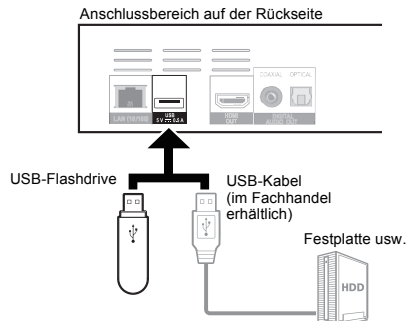 Anschlussbereich auf der Rückseite
COAXIAL OPTICAL
LAN (10/100)
USB
5 V ⎓ 0.5 A
HDMI
OUT
DIGITAL
AUDIO OUT
USB-Flashdrive
USB-Kabel
(im Fachhandel
erhältlich)
Festplatte usw.
HDD